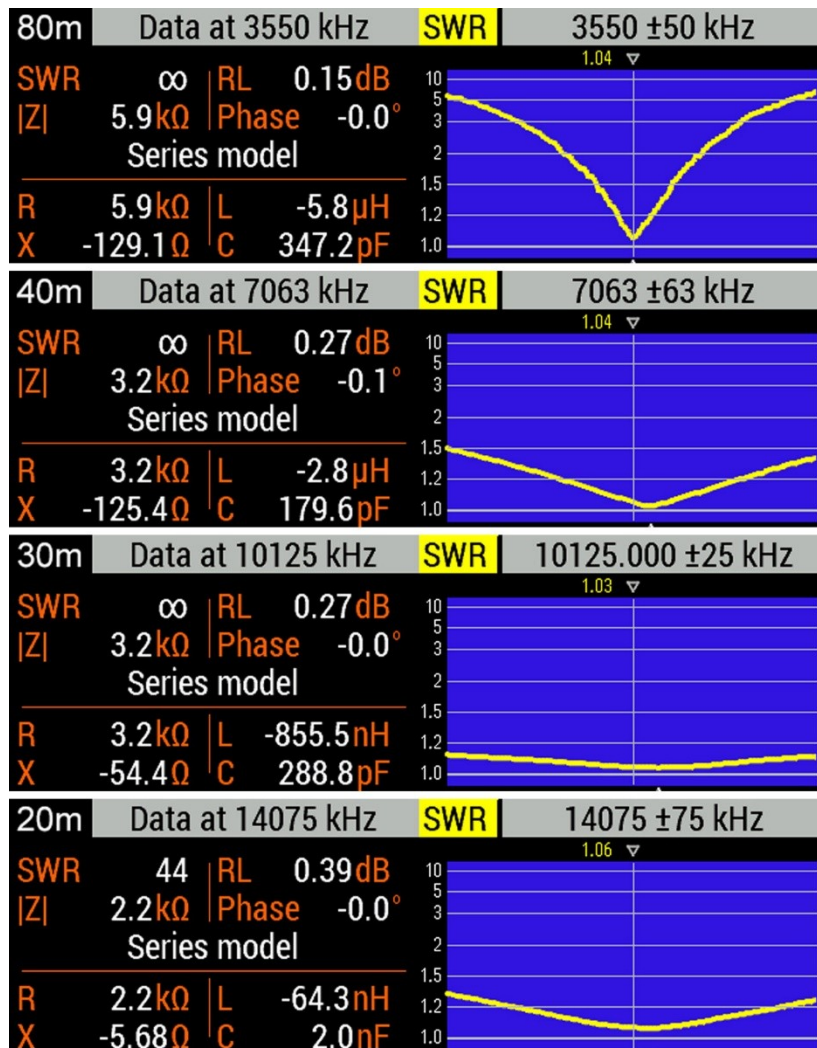 80m Data at 3550 kHz SWR 3550 ±50 kHz
1.04
SWR ∞ RL 0.15dB
|Z| 5.9kΩ Phase -0.0°
Series model
R 5.9kΩ L -5.8µH
X -129.1Ω C 347.2pF
10
5
3
2
1.5
1.2
1.0
40m Data at 7063 kHz SWR 7063 ±63 kHz
1.04
SWR ∞ RL 0.27dB
|Z| 3.2kΩ Phase -0.1°
Series model
R 3.2kΩ L -2.8µH
X -125.4Ω C 179.6pF
10
5
3
2
1.5
1.2
1.0
30m Data at 10125 kHz SWR 10125.000 ±25 kHz
1.03
SWR ∞ RL 0.27dB
|Z| 3.2kΩ Phase -0.0°
Series model
R 3.2kΩ L -855.5nH
X -54.4Ω C 288.8pF
10
5
3
2
1.5
1.2
1.0
20m Data at 14075 kHz SWR 14075 ±75 kHz
1.06
SWR 44 RL 0.39dB
|Z| 2.2kΩ Phase -0.0°
Series model
R 2.2kΩ L -64.3nH
X -5.68Ω C 2.0nF
10
5
3
2
1.5
1.2
1.0